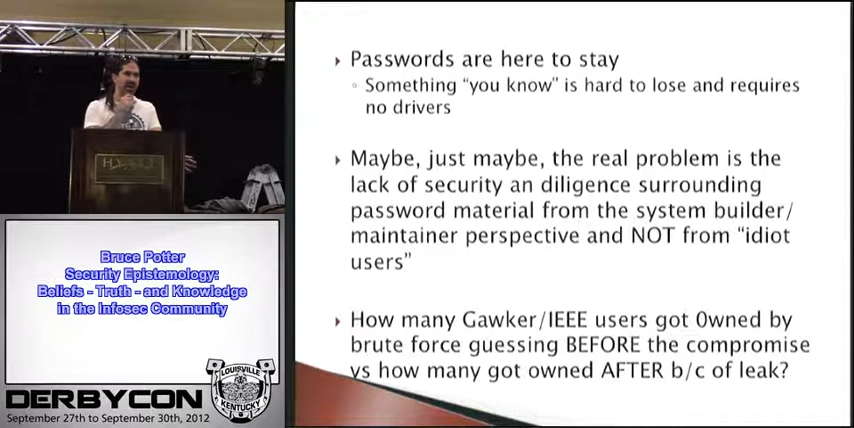 Passwords are here to stay
Something "you know" is hard to lose and requires
no drivers
Maybe, just maybe, the real problem is the
lack of security an diligence surrounding
password material from the system builder/
maintainer perspective and NOT from "idiot
users"
How many Gawker/IEEE users got 0wned by
brute force guessing BEFORE the compromise
vs how many got owned AFTER b/c of leak?
HYATT
Bruce Potter
Security Epistemology:
Beliefs - Truth - and Knowledge
in the Infosec Community
LOUISVILLE
KENTUCKY
DERBYCON
September 27th to September 30th, 2012